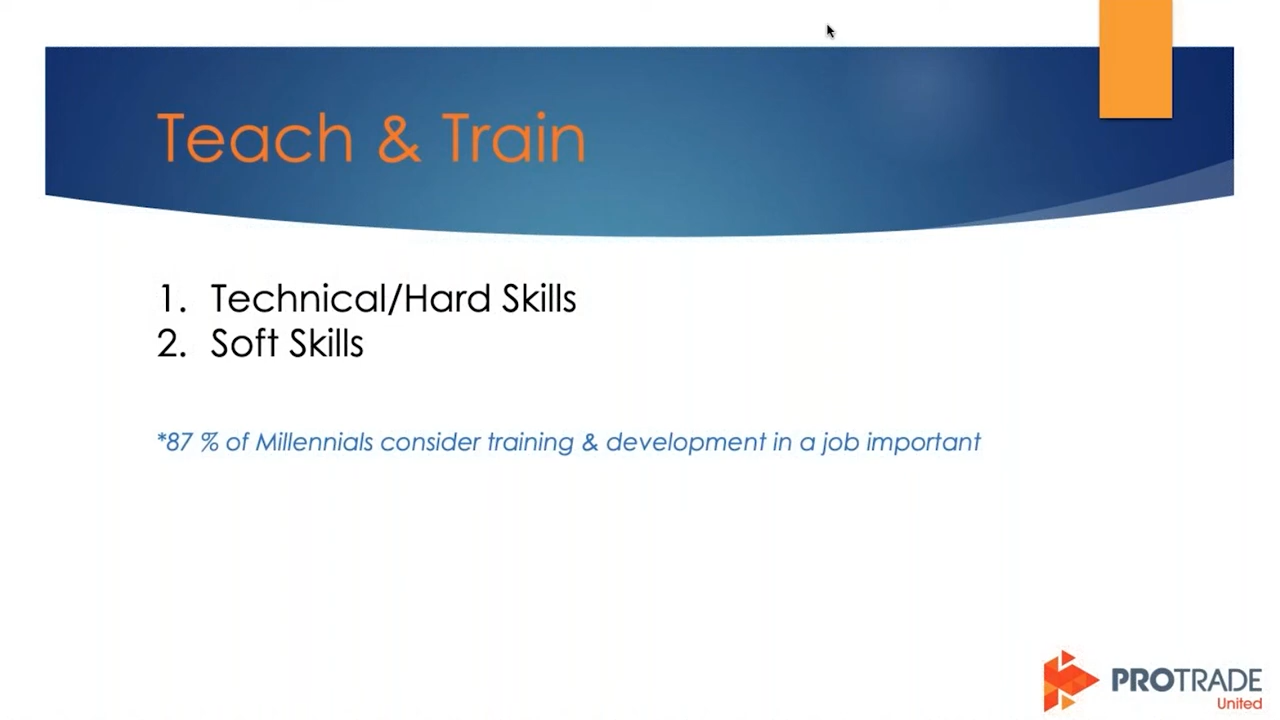 Teach & Train
1. Technical/Hard Skills
2. Soft Skills
*87 % of Millennials consider training & development in a job important
PROTRADE
United